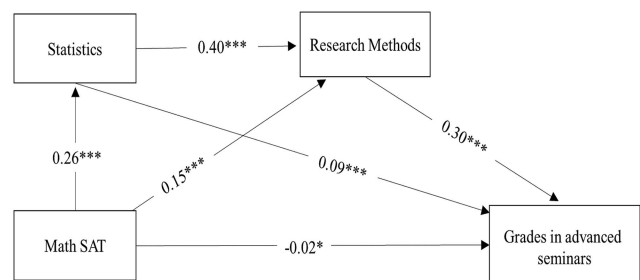 Statistics
0.40***
Research Methods
0.26***
0.15***
0.09***
0.30***
Math SAT
-0.02*
Grades in advanced
seminars